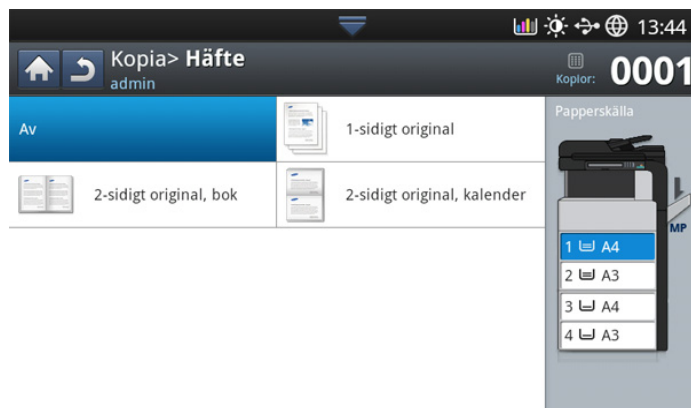 13:44
Kopia> Häfte
admin
Kopior: 0001
Av
1-sidigt original
2-sidigt original, bok
2-sidigt original, kalender
Papperskälla
MP
1 A4
2 A3
3 A4
4 A3